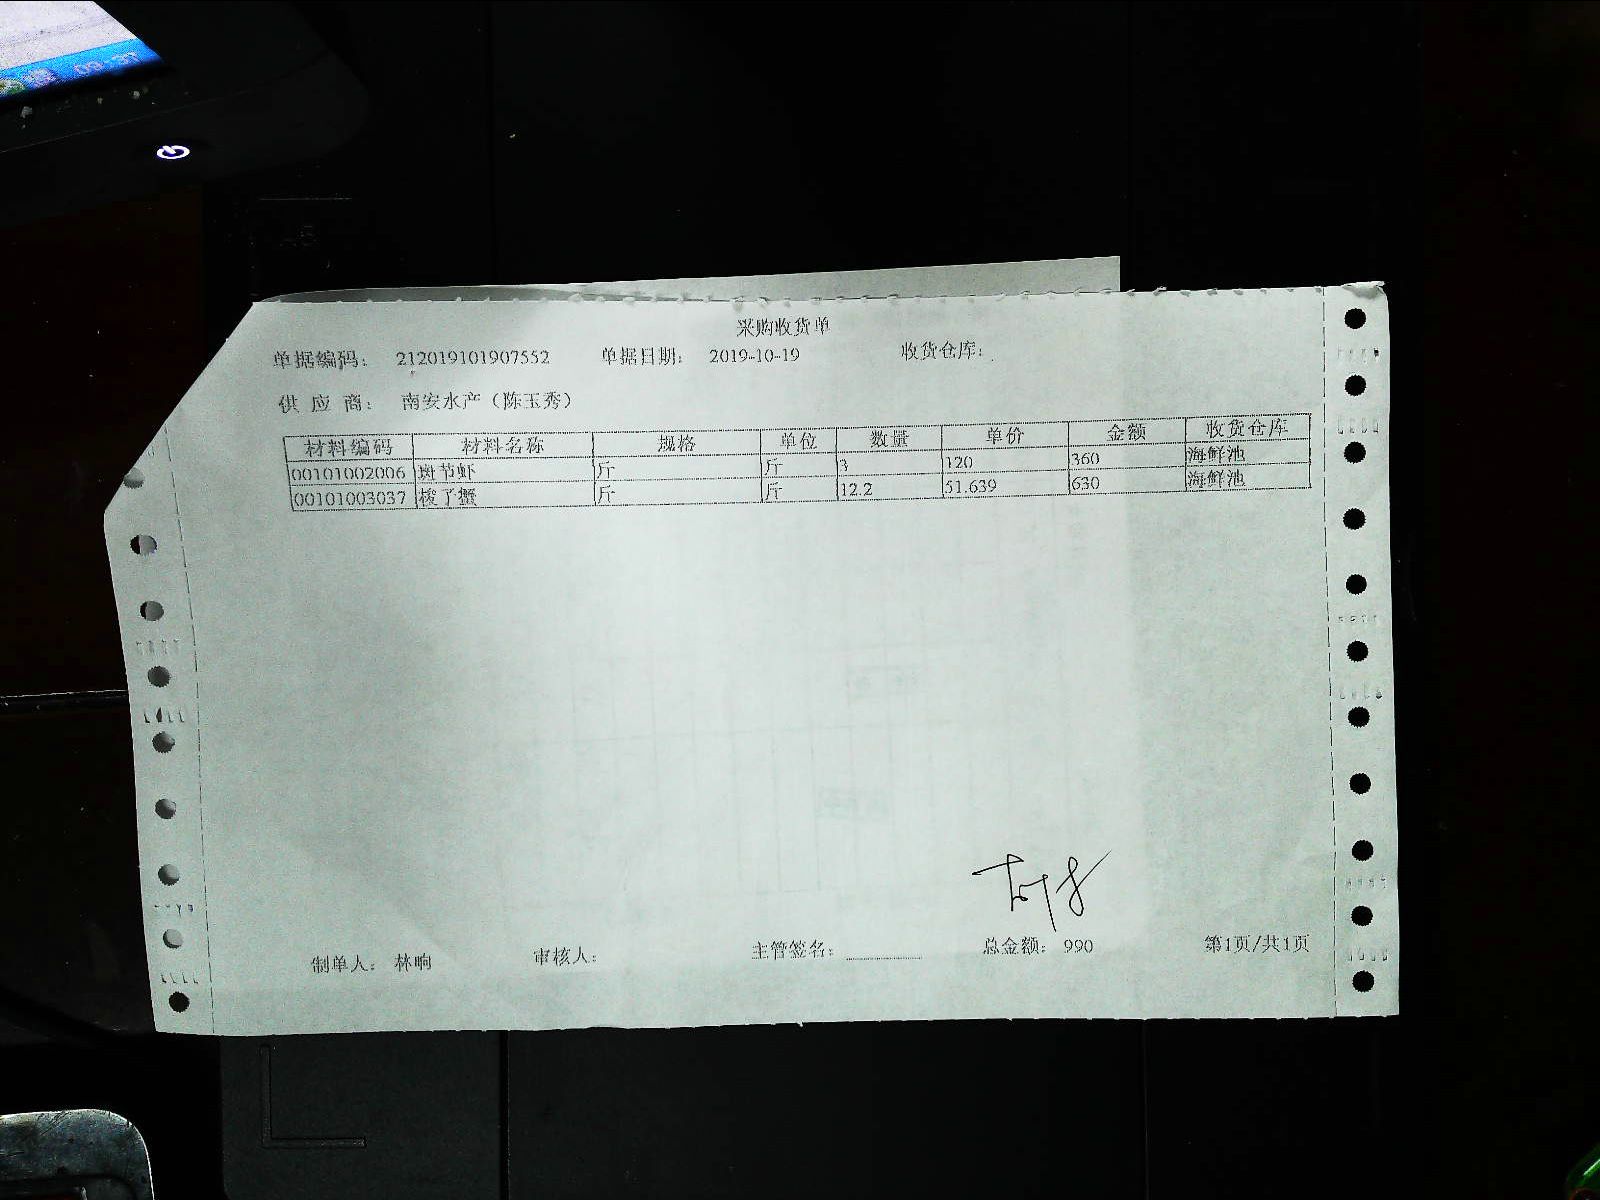 09:37
采购收货单
单据编码: 212019101907552 单据日期: 2019-10-19 收货仓库:
供 应 商: 南安水产(陈玉秀)
材料编码 材料名称 规格 单位 数量 单价 金额 收货仓库
00101002006 斑节虾 斤 斤 3 120 360 海鲜池
00101003037 梭子蟹 斤 斤 12.2 51.639 630 海鲜池
制单人: 林响 审核人: 主管签名: 总金额: 990 第1页/共1页